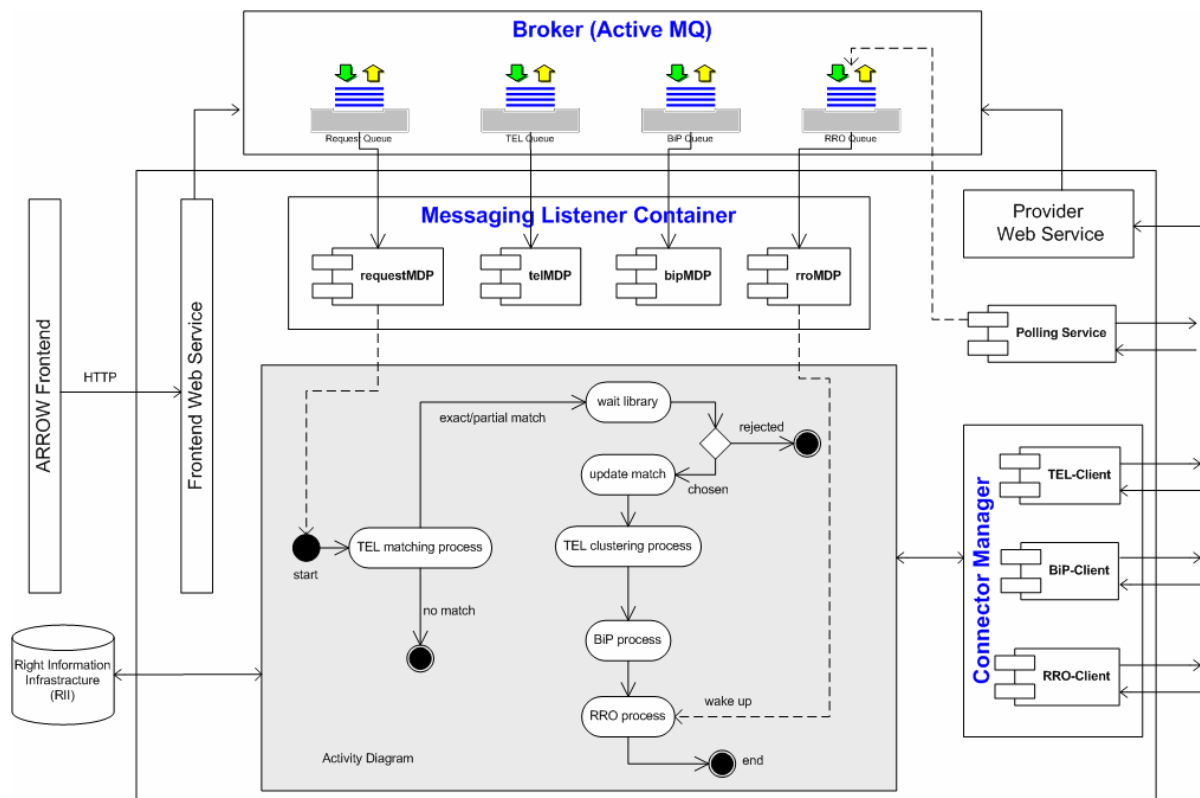 Broker (Active MQ)
Request Queue
TEL Queue
BiP Queue
RRO Queue
Messaging Listener Container
requestMDP
telMDP
bipMDP
rroMDP
Provider
Web Service
Polling Service
ARROW Frontend
HTTP
Frontend Web Service
wait library
exact/partial match
rejected
update match
chosen
TEL matching process
start
TEL clustering process
no match
BiP process
RRO process
wake up
end
Activity Diagram
Right Information
Infrastracture
(RII)
Connector Manager
TEL-Client
BiP-Client
RRO-Client